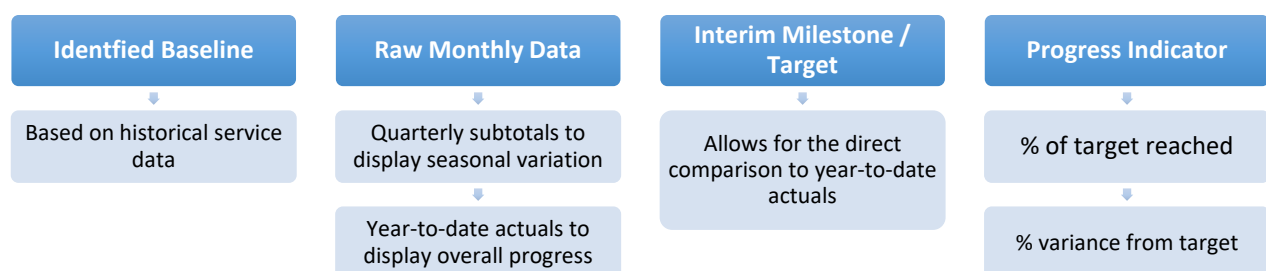 Identfied Baseline
Based on historical service
data
Raw Monthly Data
Quarterly subtotals to
display seasonal variation
Year-to-date actuals to
display overall progress
Interim Milestone /
Target
Allows for the direct
comparison to year-to-date
actuals
Progress Indicator
% of target reached
% variance from target